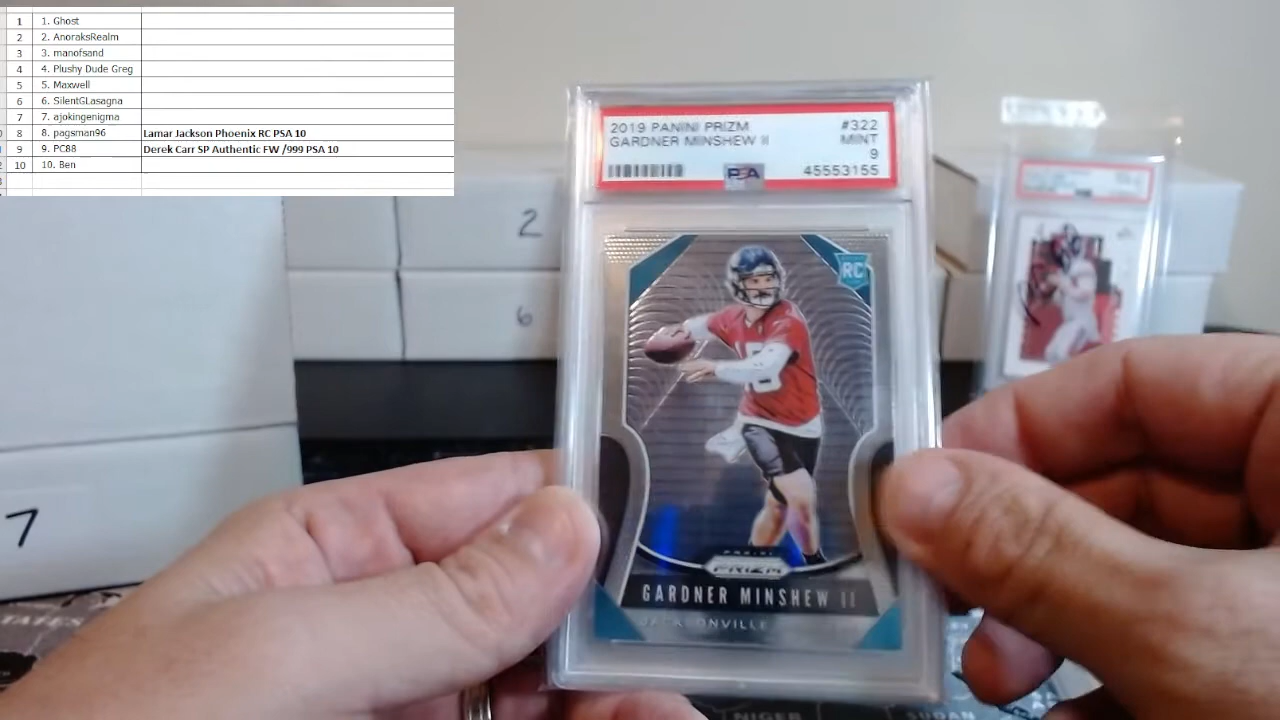 1 1. Ghost
2 2. AnoraksRealm
3 3. manofsand
4 4. Plushy Dude Greg
5 5. Maxwell
6 6. SilentGLasagna
7 7. ajokingenigma
8. pagsman96 Lamar Jackson Phoenix RC PSA 10
9. PC88 Derek Carr SP Authentic FW /999 PSA 10
10 10. Ben
2019 PANINI PRIZM #322
GARDNER MINSHEW II MINT
9
PSA 45553155
2
6
7
RC
PANINI
PRIZM
GARDNER MINSHEW II
JACKSONVILLE
NIGER
SUDAN